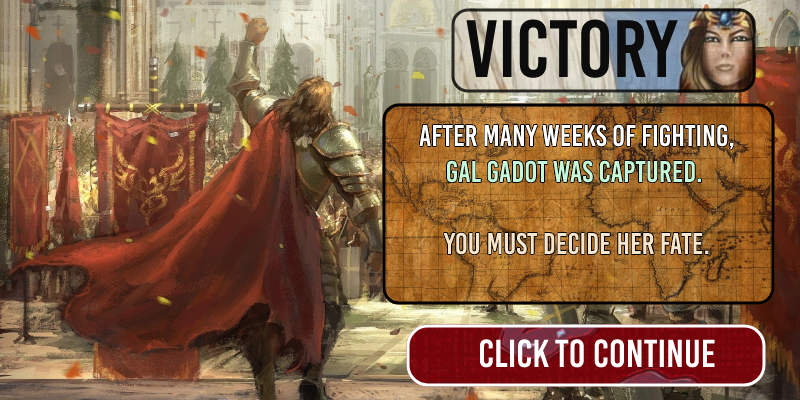 VICTORY
AFTER MANY WEEKS OF FIGHTING,
GAL GADOT WAS CAPTURED.
YOU MUST DECIDE HER FATE.
CLICK TO CONTINUE